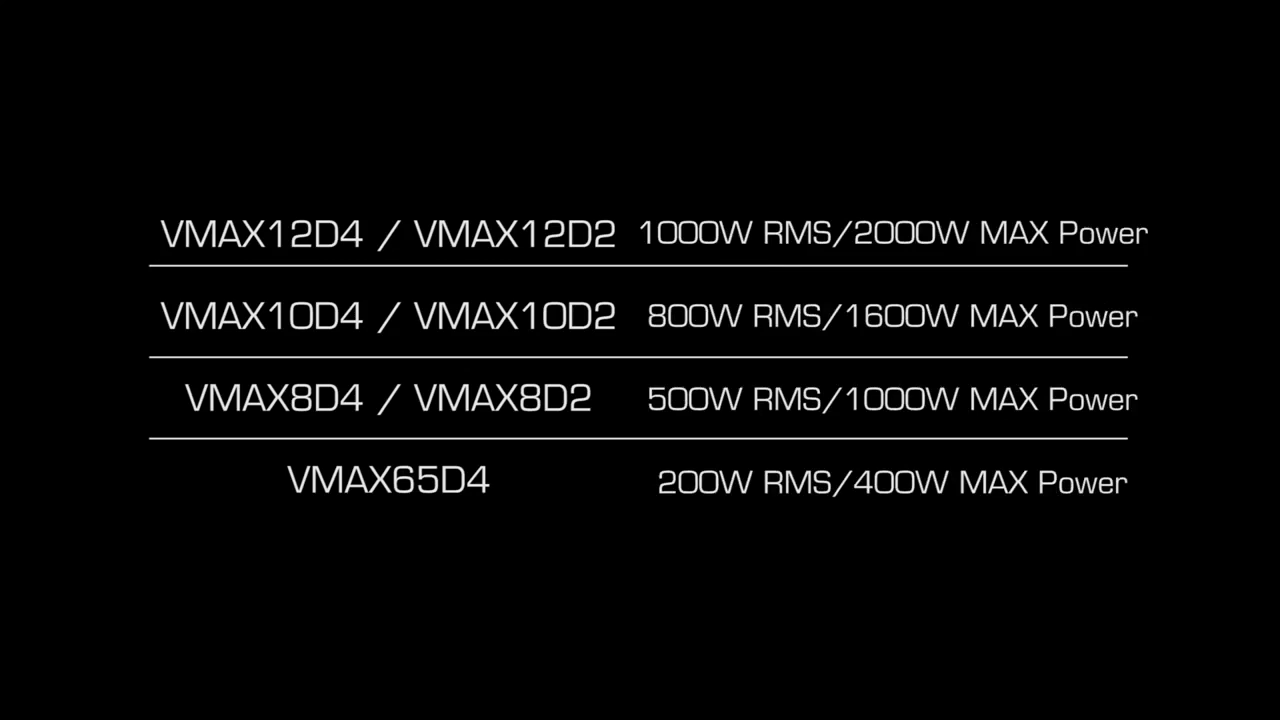 VMAX12D4 / VMAX12D2 1000W RMS/2000W MAX Power
VMAX10D4 / VMAX10D2 800W RMS/1600W MAX Power
VMAX8D4 / VMAX8D2 500W RMS/1000W MAX Power
VMAX65D4 200W RMS/400W MAX Power